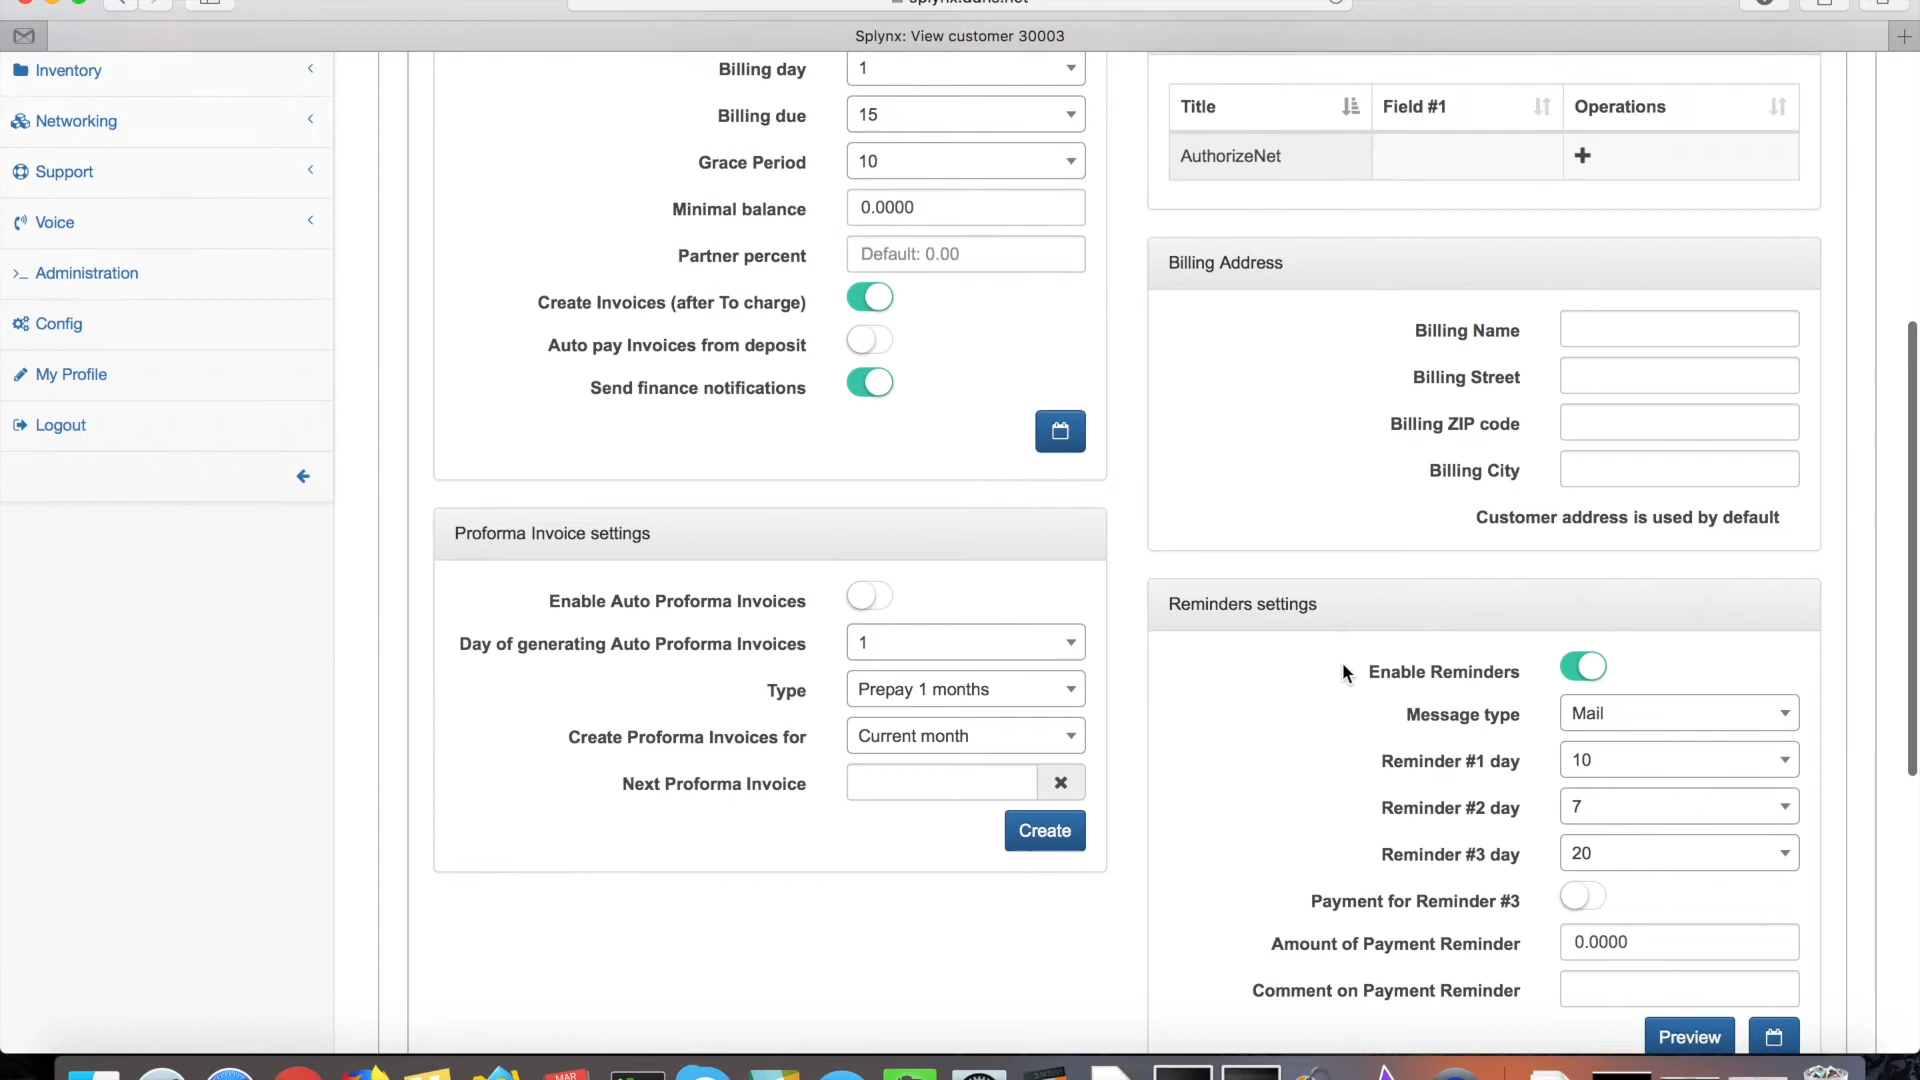 Splynx: View customer 30003
Inventory
Networking
Support
Voice
Administration
Config
My Profile
Logout
Billing day 1
Billing due 15
Grace Period 10
Minimal balance 0.0000
Partner percent Default: 0.00
Create Invoices (after To charge)
Auto pay Invoices from deposit
Send finance notifications
Proforma Invoice settings
Enable Auto Proforma Invoices
Day of generating Auto Proforma Invoices 1
Type Prepay 1 months
Create Proforma Invoices for Current month
Next Proforma Invoice
Create
Title Field #1 Operations
AuthorizeNet
Billing Address
Billing Name
Billing Street
Billing ZIP code
Billing City
Customer address is used by default
Reminders settings
Enable Reminders
Message type Mail
Reminder #1 day 10
Reminder #2 day 7
Reminder #3 day 20
Payment for Reminder #3
Amount of Payment Reminder 0.0000
Comment on Payment Reminder
Preview
MAR